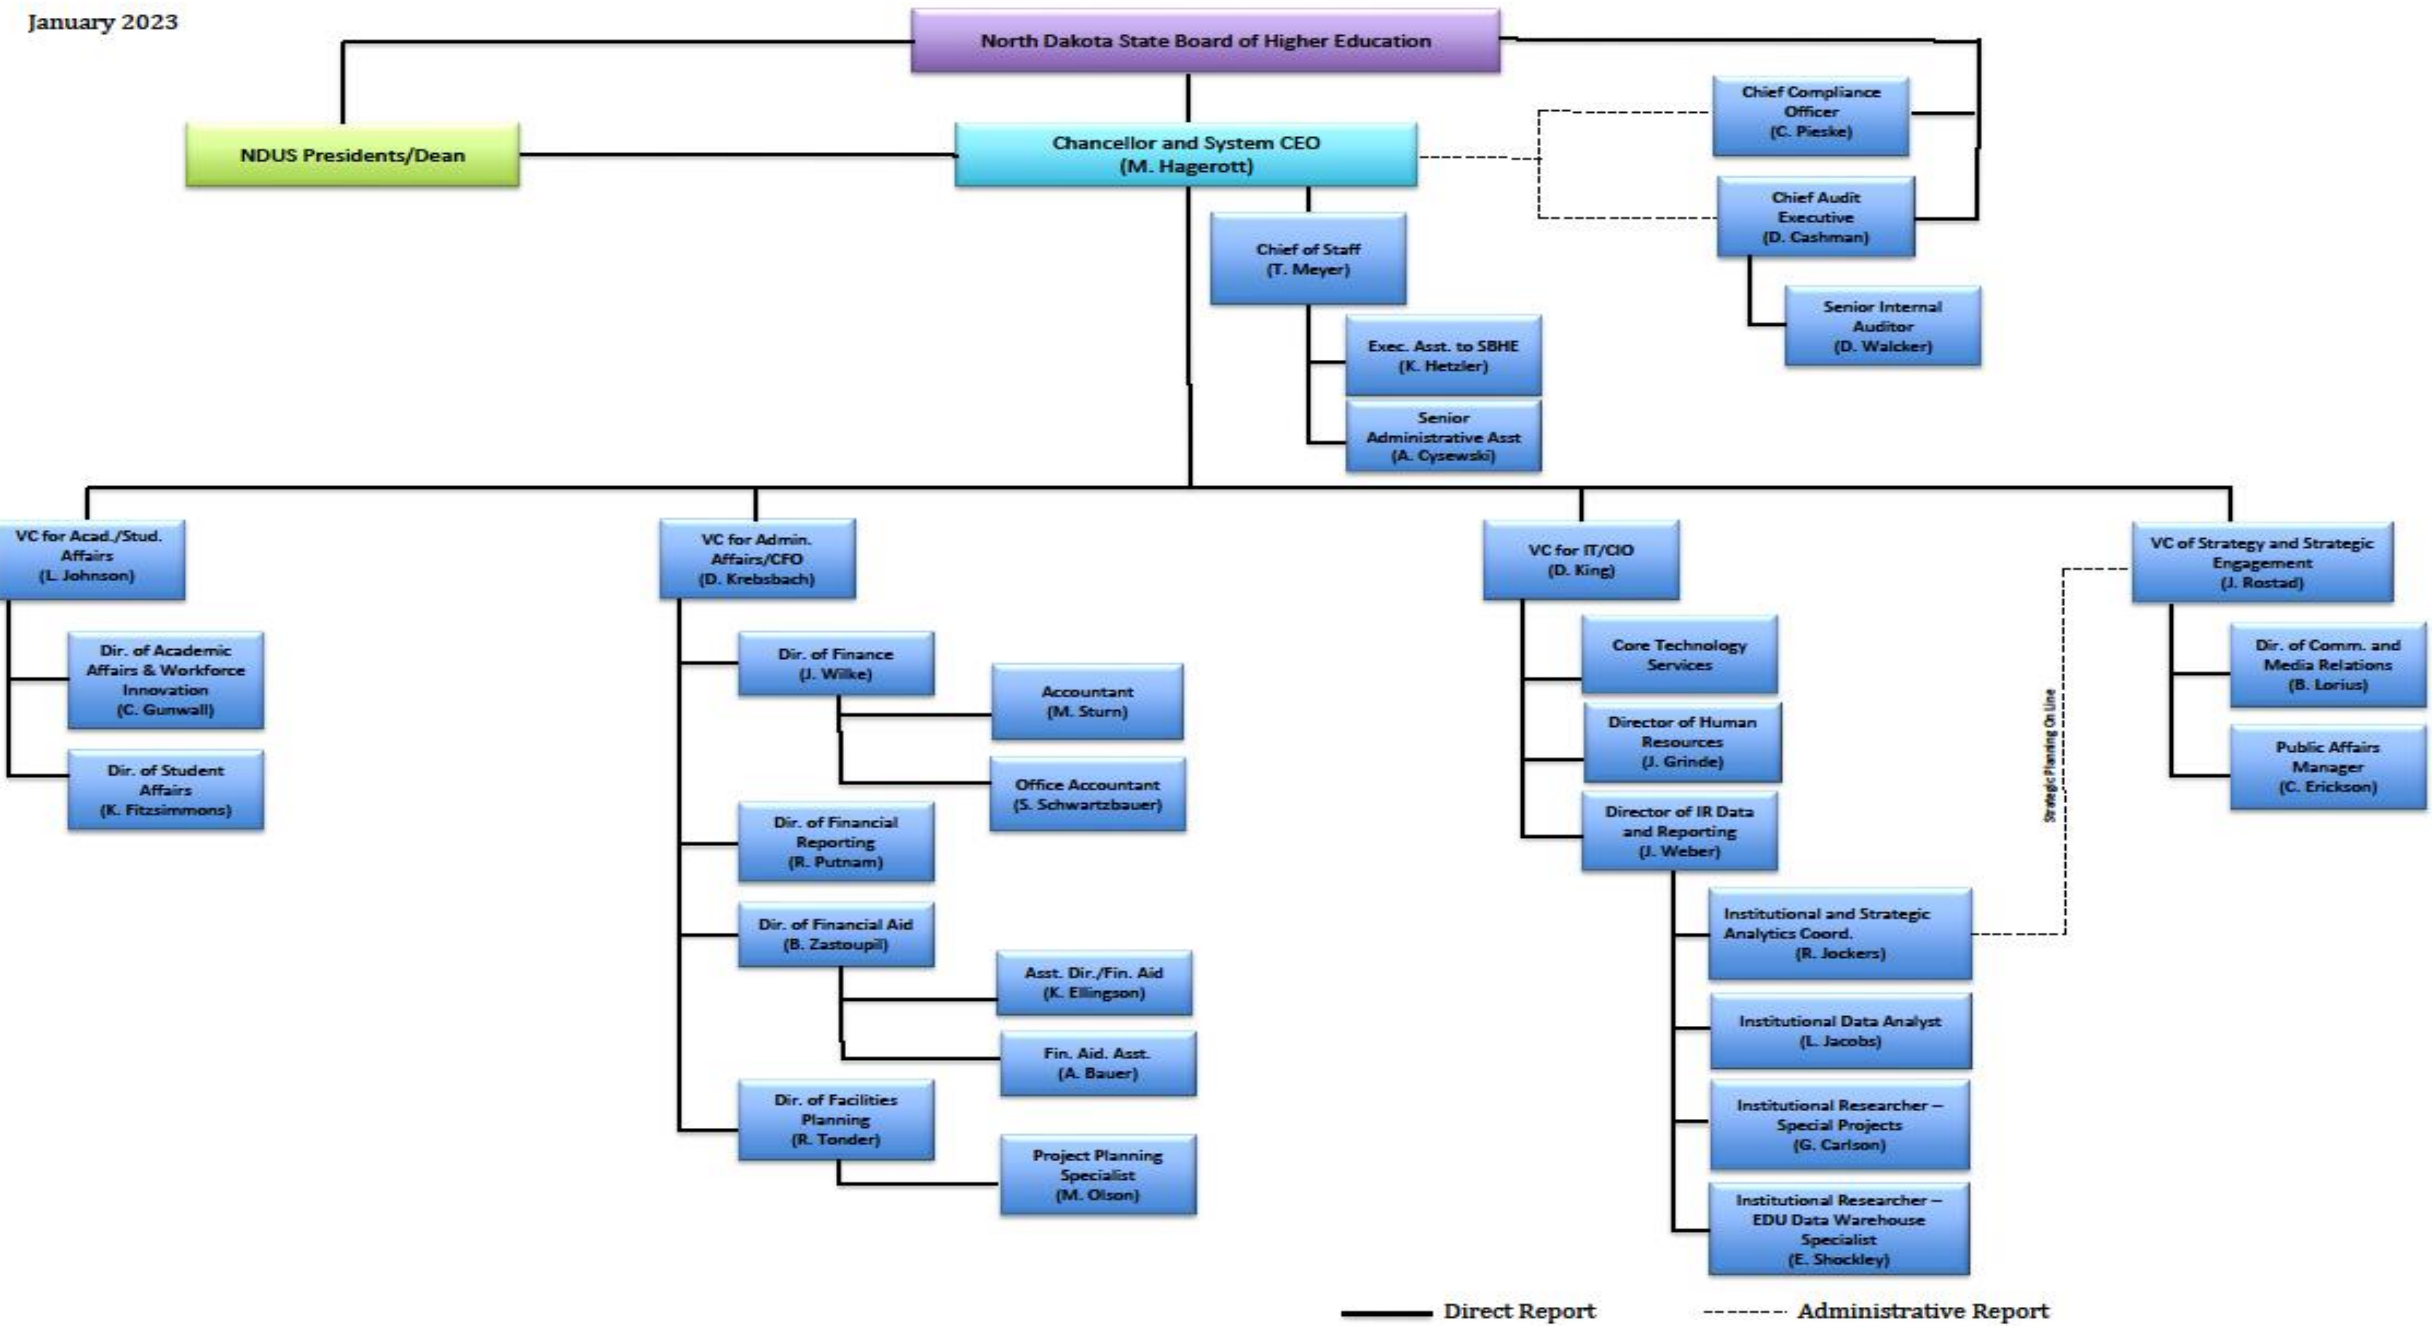 January 2023
North Dakota State Board of Higher Education
NDUS Presidents/Dean
Chancellor and System CEO
(M. Hagerott)
Chief Compliance
Officer
(C. Pieske)
Chief Audit
Executive
(D. Cashman)
Senior Internal
Auditor
(D. Walcker)
Chief of Staff
(T. Meyer)
Exec. Asst. to SBHE
(K. Hetzler)
Senior
Administrative Asst
(A. Cysewski)
VC for Acad./Stud.
Affairs
(L. Johnson)
Dir. of Academic
Affairs & Workforce
Innovation
(C. Gunwall)
Dir. of Student
Affairs
(K. Fitzsimmons)
VC for Admin.
Affairs/CFO
(D. Krebsbach)
Dir. of Finance
(J. Wilke)
Accountant
(M. Sturn)
Office Accountant
(S. Schwartzbauer)
Dir. of Financial
Reporting
(R. Putnam)
Dir. of Financial Aid
(B. Zastoupil)
Asst. Dir./Fin. Aid
(K. Ellingson)
Fin. Aid. Asst.
(A. Bauer)
Dir. of Facilities
Planning
(R. Tonder)
Project Planning
Specialist
(M. Olson)
VC for IT/CIO
(D. King)
Core Technology
Services
Director of Human
Resources
(J. Grinde)
Director of IR Data
and Reporting
(J. Weber)
Institutional and Strategic
Analytics Coord.
(R. Jockers)
Institutional Data Analyst
(L. Jacobs)
Institutional Researcher –
Special Projects
(G. Carlson)
Institutional Researcher –
EDU Data Warehouse
Specialist
(E. Shockley)
Strategic Planning On Line
VC of Strategy and Strategic
Engagement
(J. Rostad)
Dir. of Comm. and
Media Relations
(B. Lorius)
Public Affairs
Manager
(C. Erickson)
Direct Report
Administrative Report